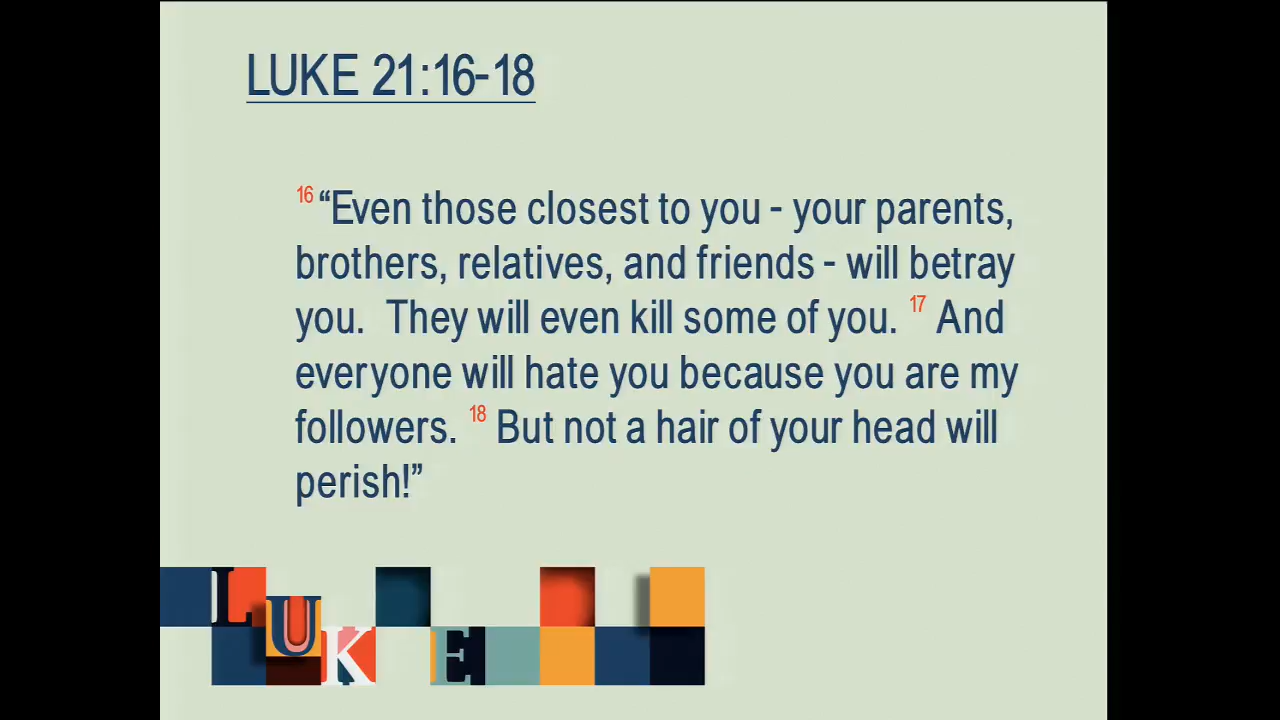 LUKE 21:16-18
16 “Even those closest to you - your parents,
brothers, relatives, and friends - will betray
you.  They will even kill some of you. 17 And
everyone will hate you because you are my
followers. 18 But not a hair of your head will
perish!”
LUKE